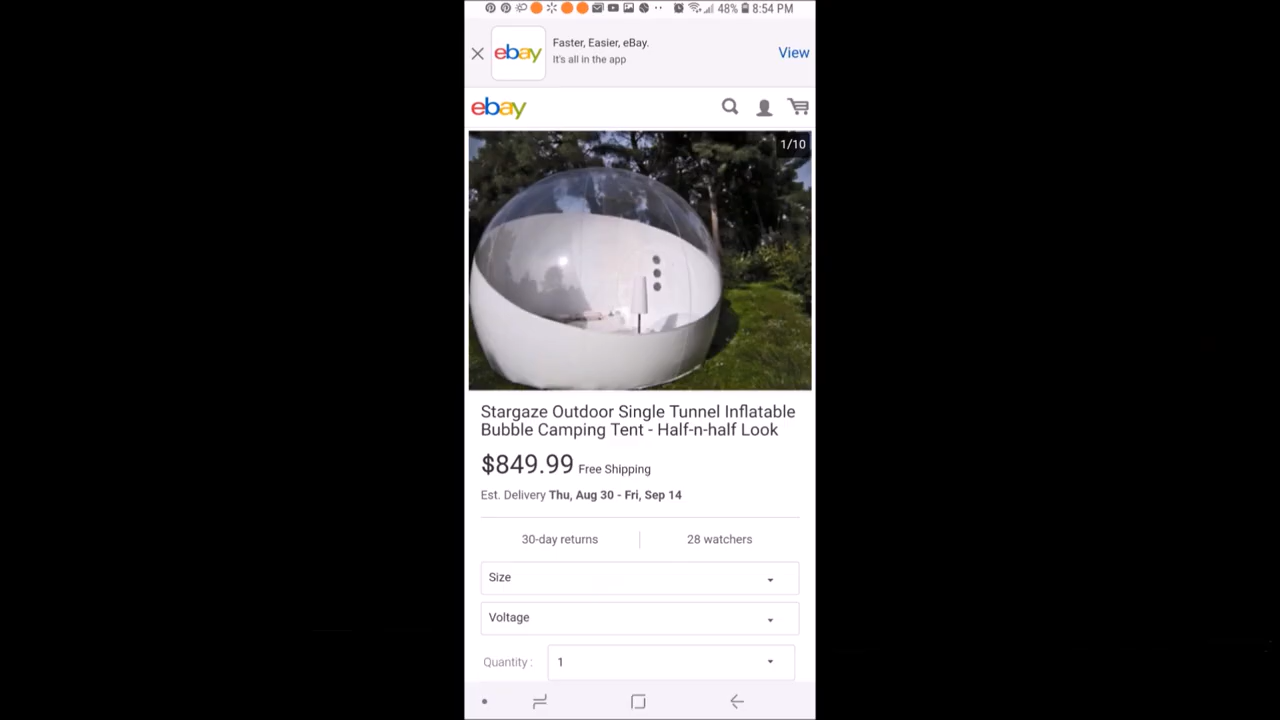 48% 8:54 PM
ebay
Faster, Easier, eBay.
It's all in the app
View
ebay
1/10
Stargaze Outdoor Single Tunnel Inflatable
Bubble Camping Tent - Half-n-half Look
$849.99 Free Shipping
Est. Delivery Thu, Aug 30 - Fri, Sep 14
30-day returns
28 watchers
Size
Voltage
Quantity : 1